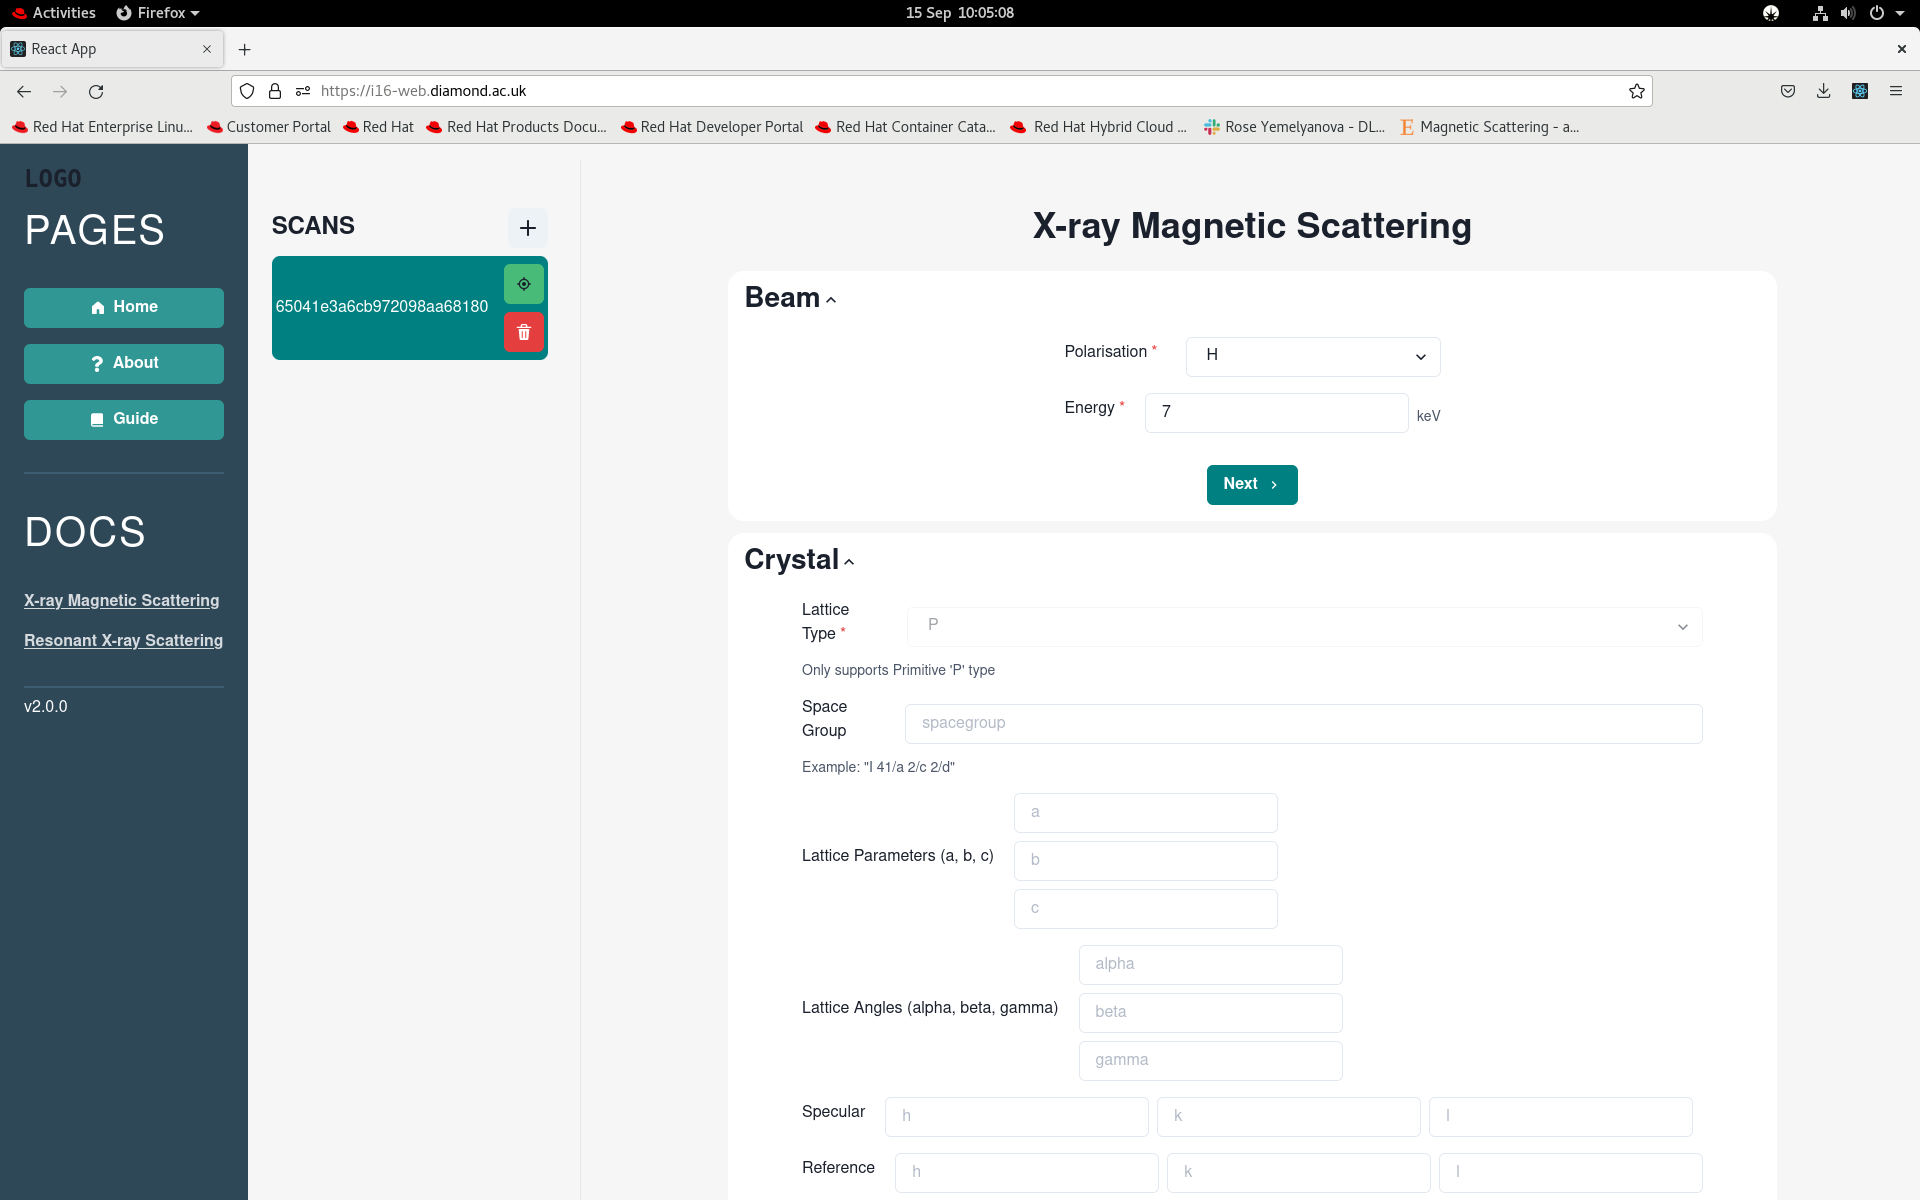 Activities
Firefox
15 Sep 10:05:08
React App
https://i16-web.diamond.ac.uk
Red Hat Enterprise Linu...
Customer Portal
Red Hat
Red Hat Products Docu...
Red Hat Developer Portal
Red Hat Container Cata...
Red Hat Hybrid Cloud ...
Rose Yemelyanova - DL...
E
Magnetic Scattering - a...
LOGO
PAGES
Home
About
Guide
DOCS
X-ray Magnetic Scattering
Resonant X-ray Scattering
v2.0.0
SCANS
65041e3a6cb972098aa68180
X-ray Magnetic Scattering
Beam
Polarisation *
H
Energy *
7
keV
Next
Crystal
Lattice
Type *
P
Only supports Primitive 'P' type
Space
Group
spacegroup
Example: "I 41/a 2/c 2/d"
Lattice Parameters (a, b, c)
a
b
c
Lattice Angles (alpha, beta, gamma)
alpha
beta
gamma
Specular
h
k
l
Reference
h
k
l